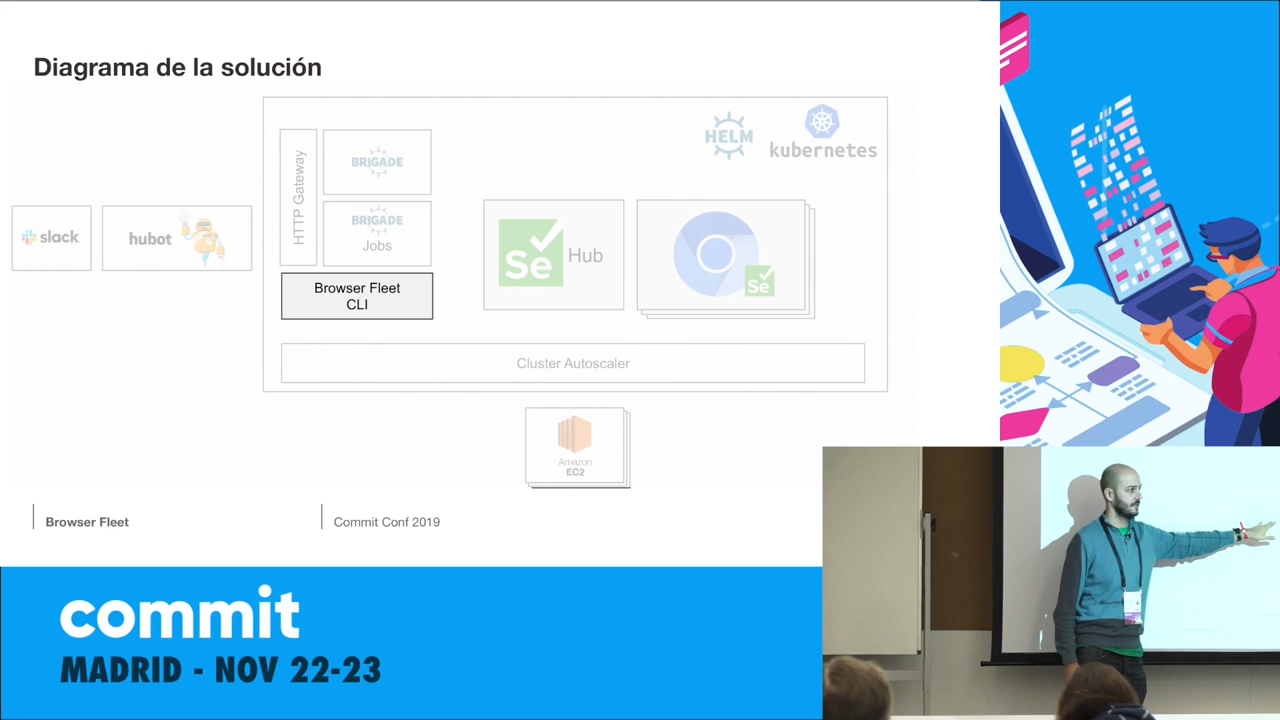 Diagrama de la solución
HELM
kubernetes
HTTP Gateway
BRIGADE
BRIGADE
Jobs
slack
hubot
Se
Hub
Se
Browser Fleet
CLI
Cluster Autoscaler
Amazon
EC2
Browser Fleet
Commit Conf 2019
commit
MADRID - NOV 22-23